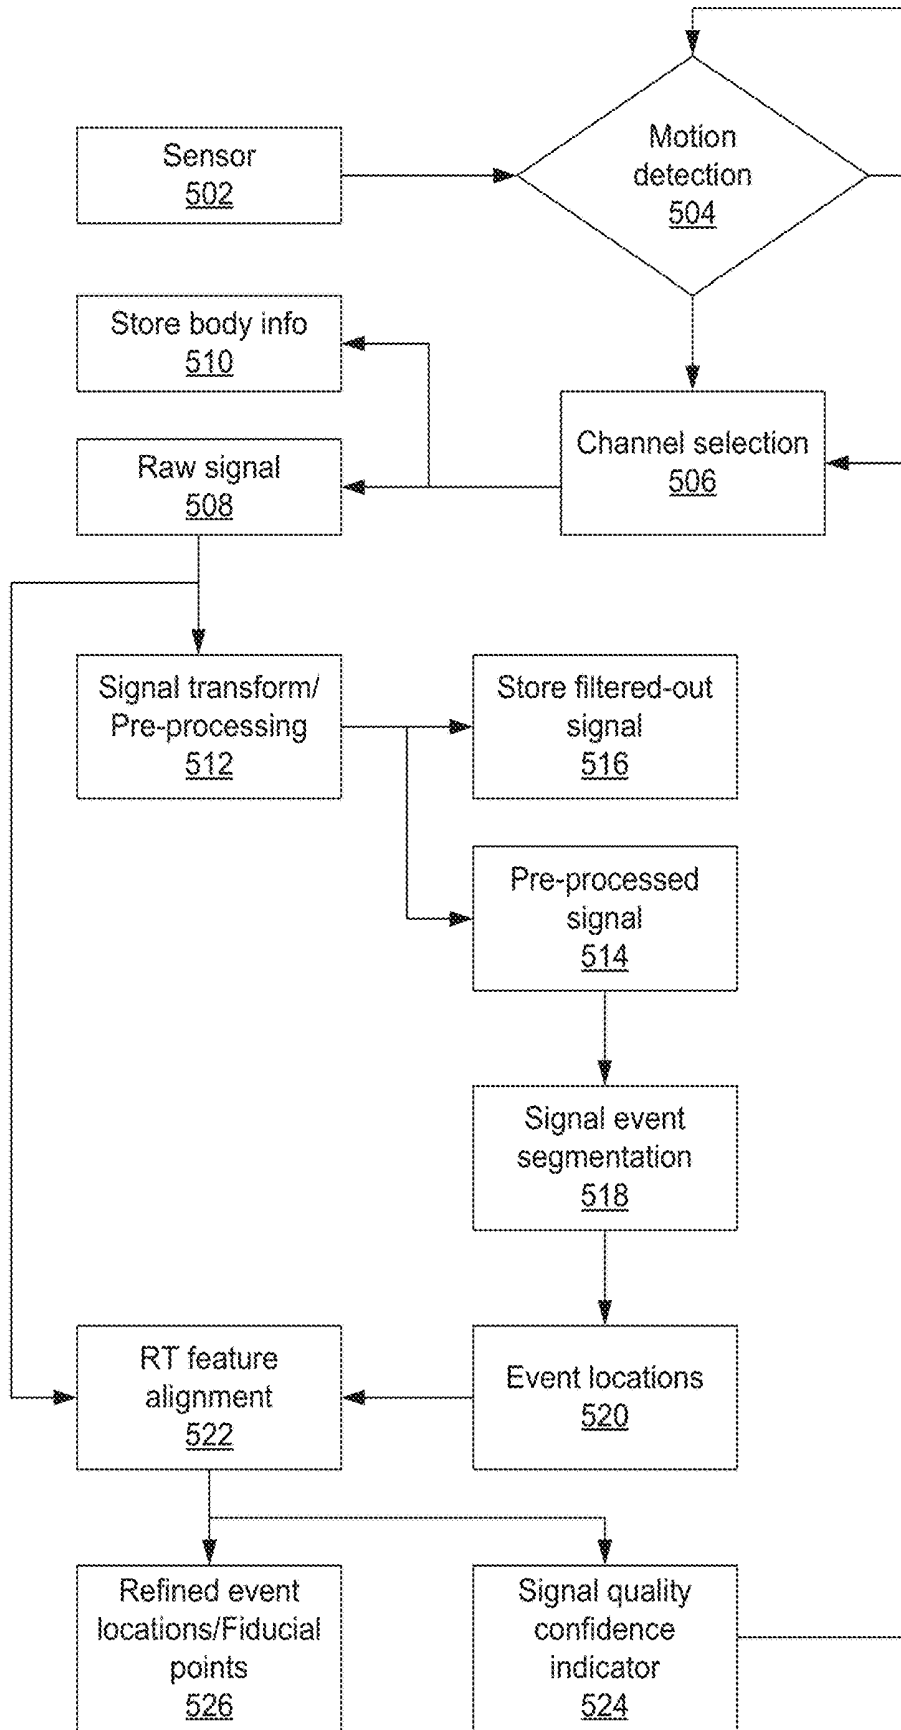 Sensor
502
Motion
detection
504
Store body info
510
Channel selection
506
Raw signal
508
Signal transform/
Pre-processing
512
Store filtered-out
signal
516
Pre-processed
signal
514
Signal event
segmentation
518
RT feature
alignment
522
Event locations
520
Refined event
locations/Fiducial
points
526
Signal quality
confidence
indicator
524